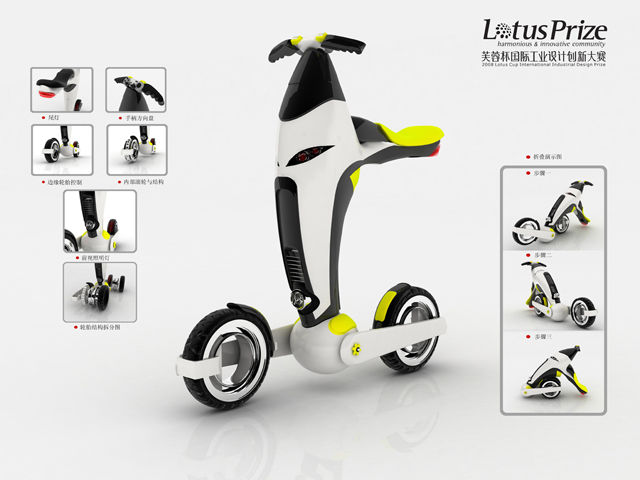 LotusPrize
harmonious & innovative community
芙蓉杯国际工业设计创新大赛
2008 Lotus Cup International Industrial Design Prize
尾灯
手柄方向盘
边缘轮胎控制
内部滚轮与结构
前视照明灯
轮胎结构拆分图
折叠演示图
步骤一
步骤二
步骤三